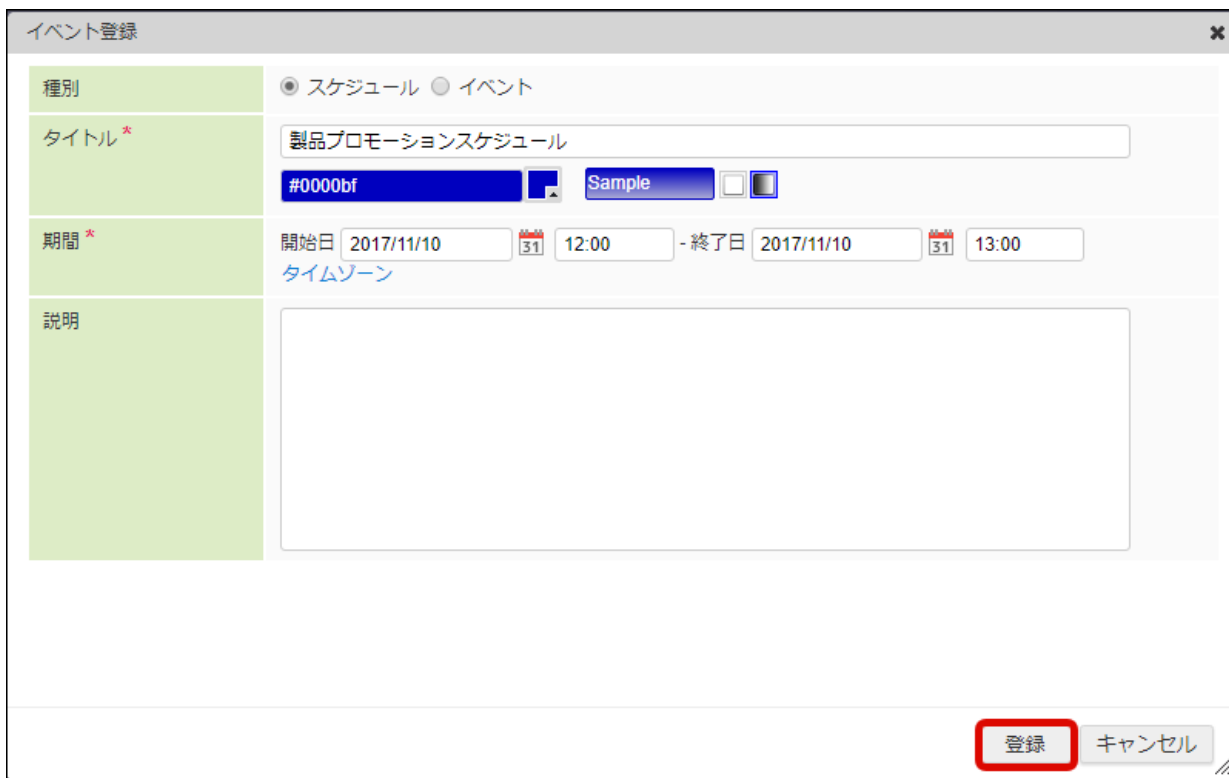 イベント登録
種別 スケジュール イベント
タイトル * 製品プロモーションスケジュール
#0000bf Sample
期間 * 開始日 2017/11/10 31 12:00 - 終了日 2017/11/10 31 13:00
タイムゾーン
説明
登録 キャンセル